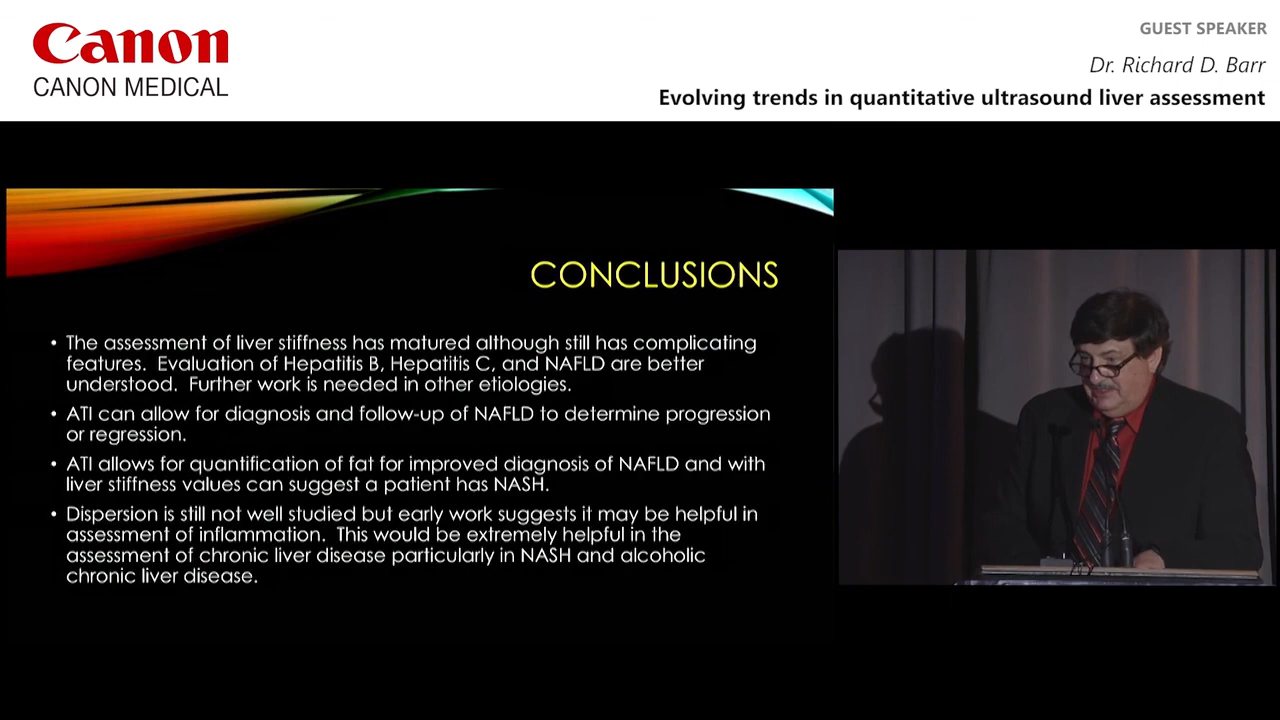 Canon
CANON MEDICAL
GUEST SPEAKER
Dr. Richard D. Barr
Evolving trends in quantitative ultrasound liver assessment
CONCLUSIONS
• The assessment of liver stiffness has matured although still has complicating
features. Evaluation of Hepatitis B, Hepatitis C, and NAFLD are better
understood. Further work is needed in other etiologies.
• ATI can allow for diagnosis and follow-up of NAFLD to determine progression
or regression.
• ATI allows for quantification of fat for improved diagnosis of NAFLD and with
liver stiffness values can suggest a patient has NASH.
• Dispersion is still not well studied but early work suggests it may be helpful in
assessment of inflammation. This would be extremely helpful in the
assessment of chronic liver disease particularly in NASH and alcoholic
chronic liver disease.